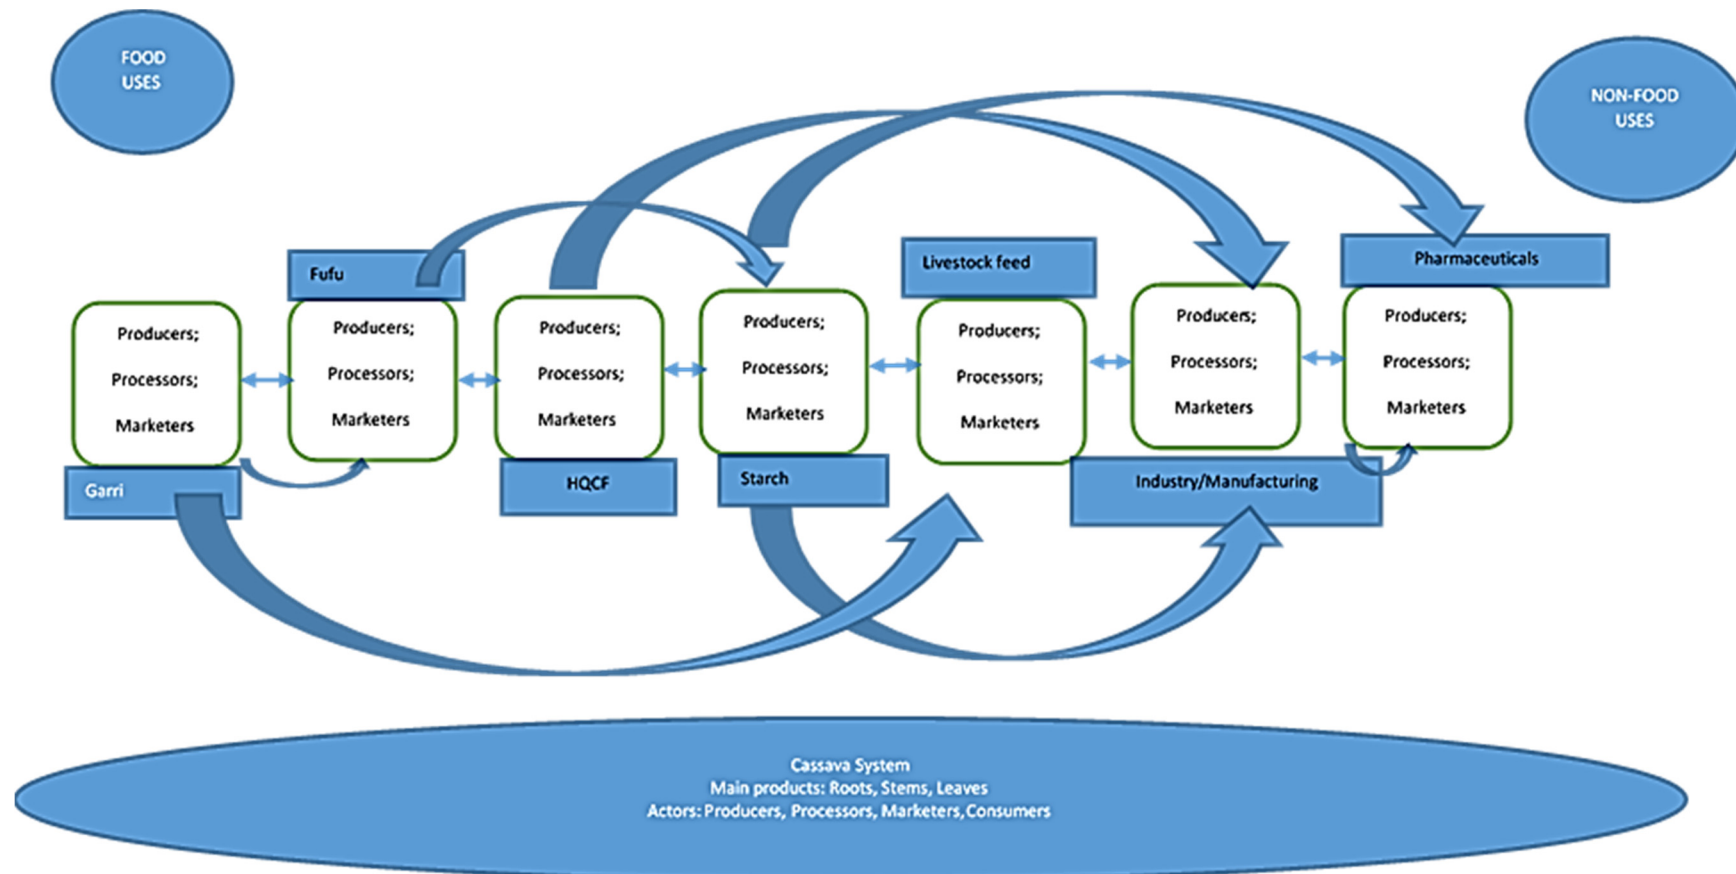 FOOD
USES
NON-FOOD
USES
Fufu
Livestock feed
Pharmaceuticals
Producers;
Processors;
Marketers
Producers;
Processors;
Marketers
Producers;
Processors;
Marketers
Producers;
Processors;
Marketers
Producers;
Processors;
Marketers
Producers;
Processors;
Marketers
Producers;
Processors;
Marketers
Garri
HQCF
Starch
Industry/Manufacturing
Cassava System
Main products: Roots, Stems, Leaves
Actors: Producers, Processors, Marketers,Consumers